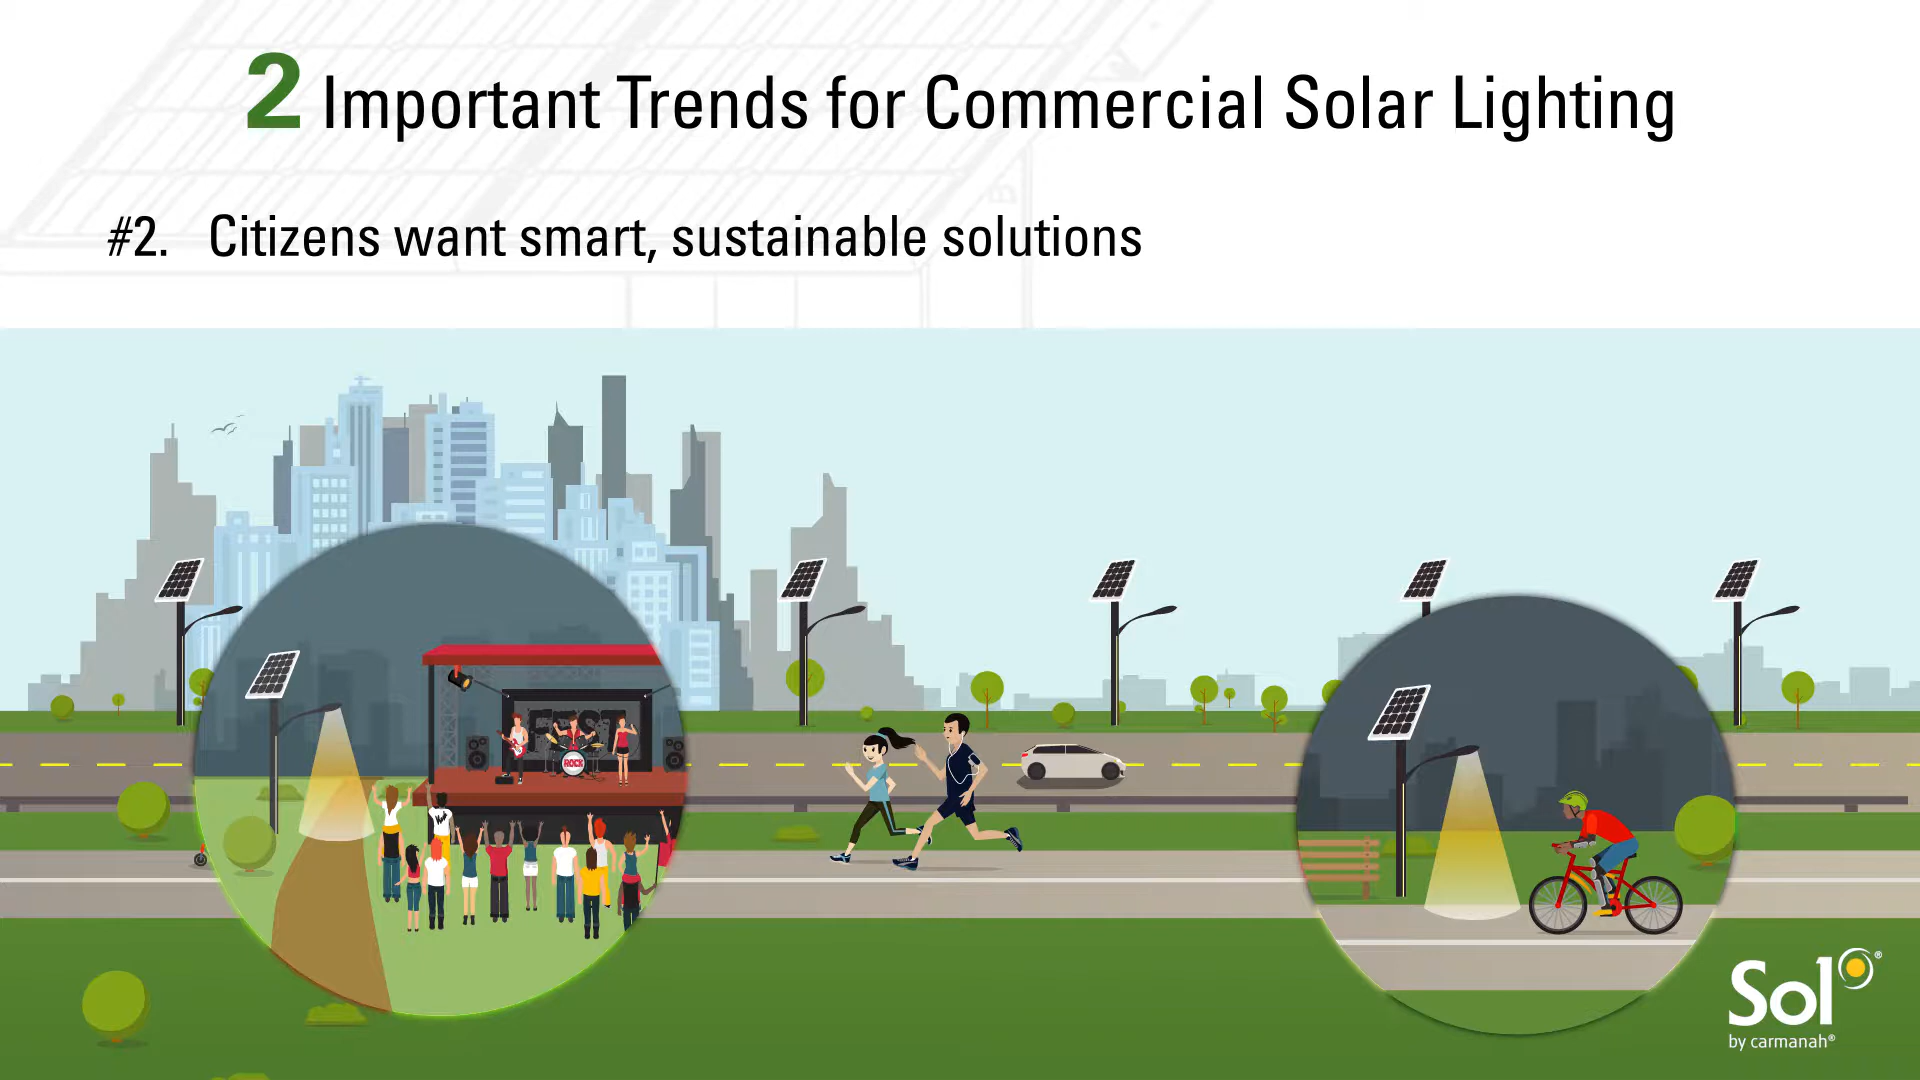 2 Important Trends for Commercial Solar Lighting
#2. Citizens want smart, sustainable solutions
ROCK
Sol®
by carmanah®